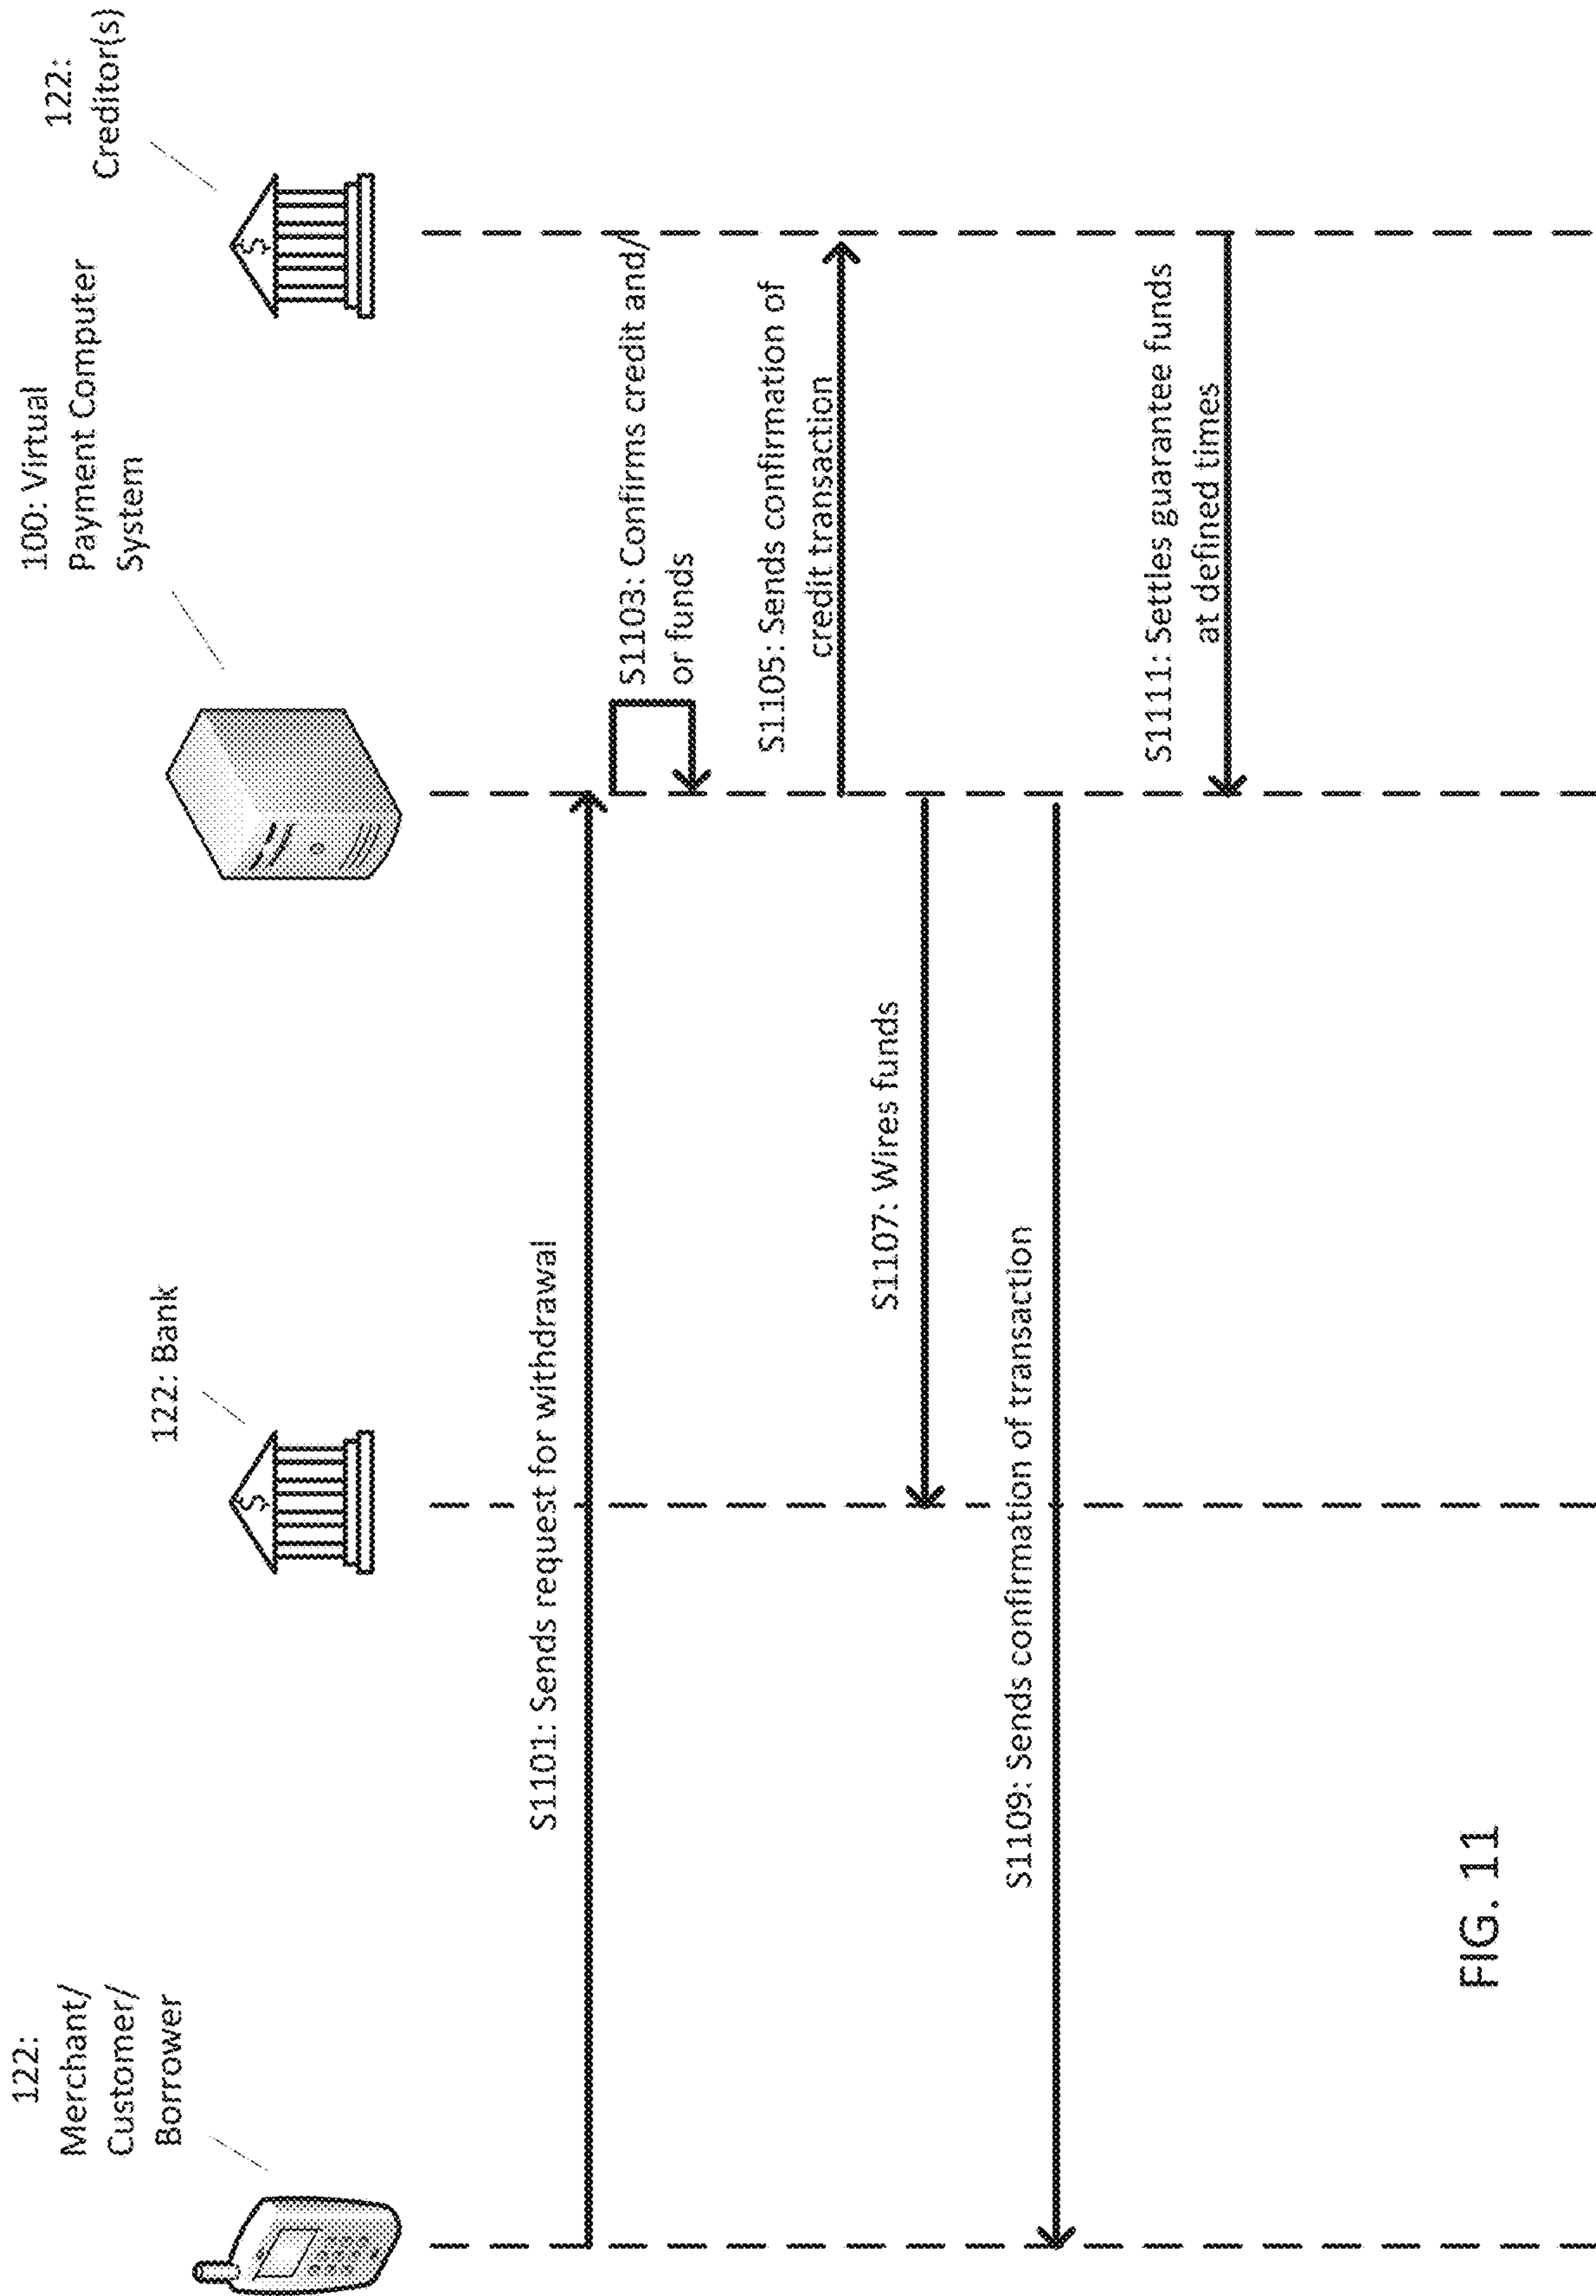 122:
Merchant/
Customer/
Borrower
122: Bank
100: Virtual
Payment Computer
System
122:
Creditor(s)
$
$
S1101: Sends request for withdrawal
S1103: Confirms credit and/
or funds
S1105: Sends confirmation of
credit transaction
S1107: Wires funds
S1109: Sends confirmation of transaction
S1111: Settles guarantee funds
at defined times
FIG. 11